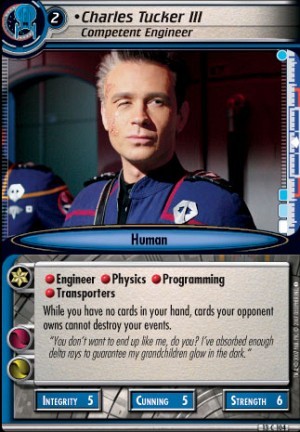 2
•Charles Tucker III
Competent Engineer
Human
Engineer Physics Programming
Transporters
While you have no cards in your hand, cards your opponent
owns cannot destroy your events.
"You don't want to end up like me, do you? I've absorbed enough
delta rays to guarantee my grandchildren glow in the dark."
INTEGRITY 5 CUNNING 5 STRENGTH 6